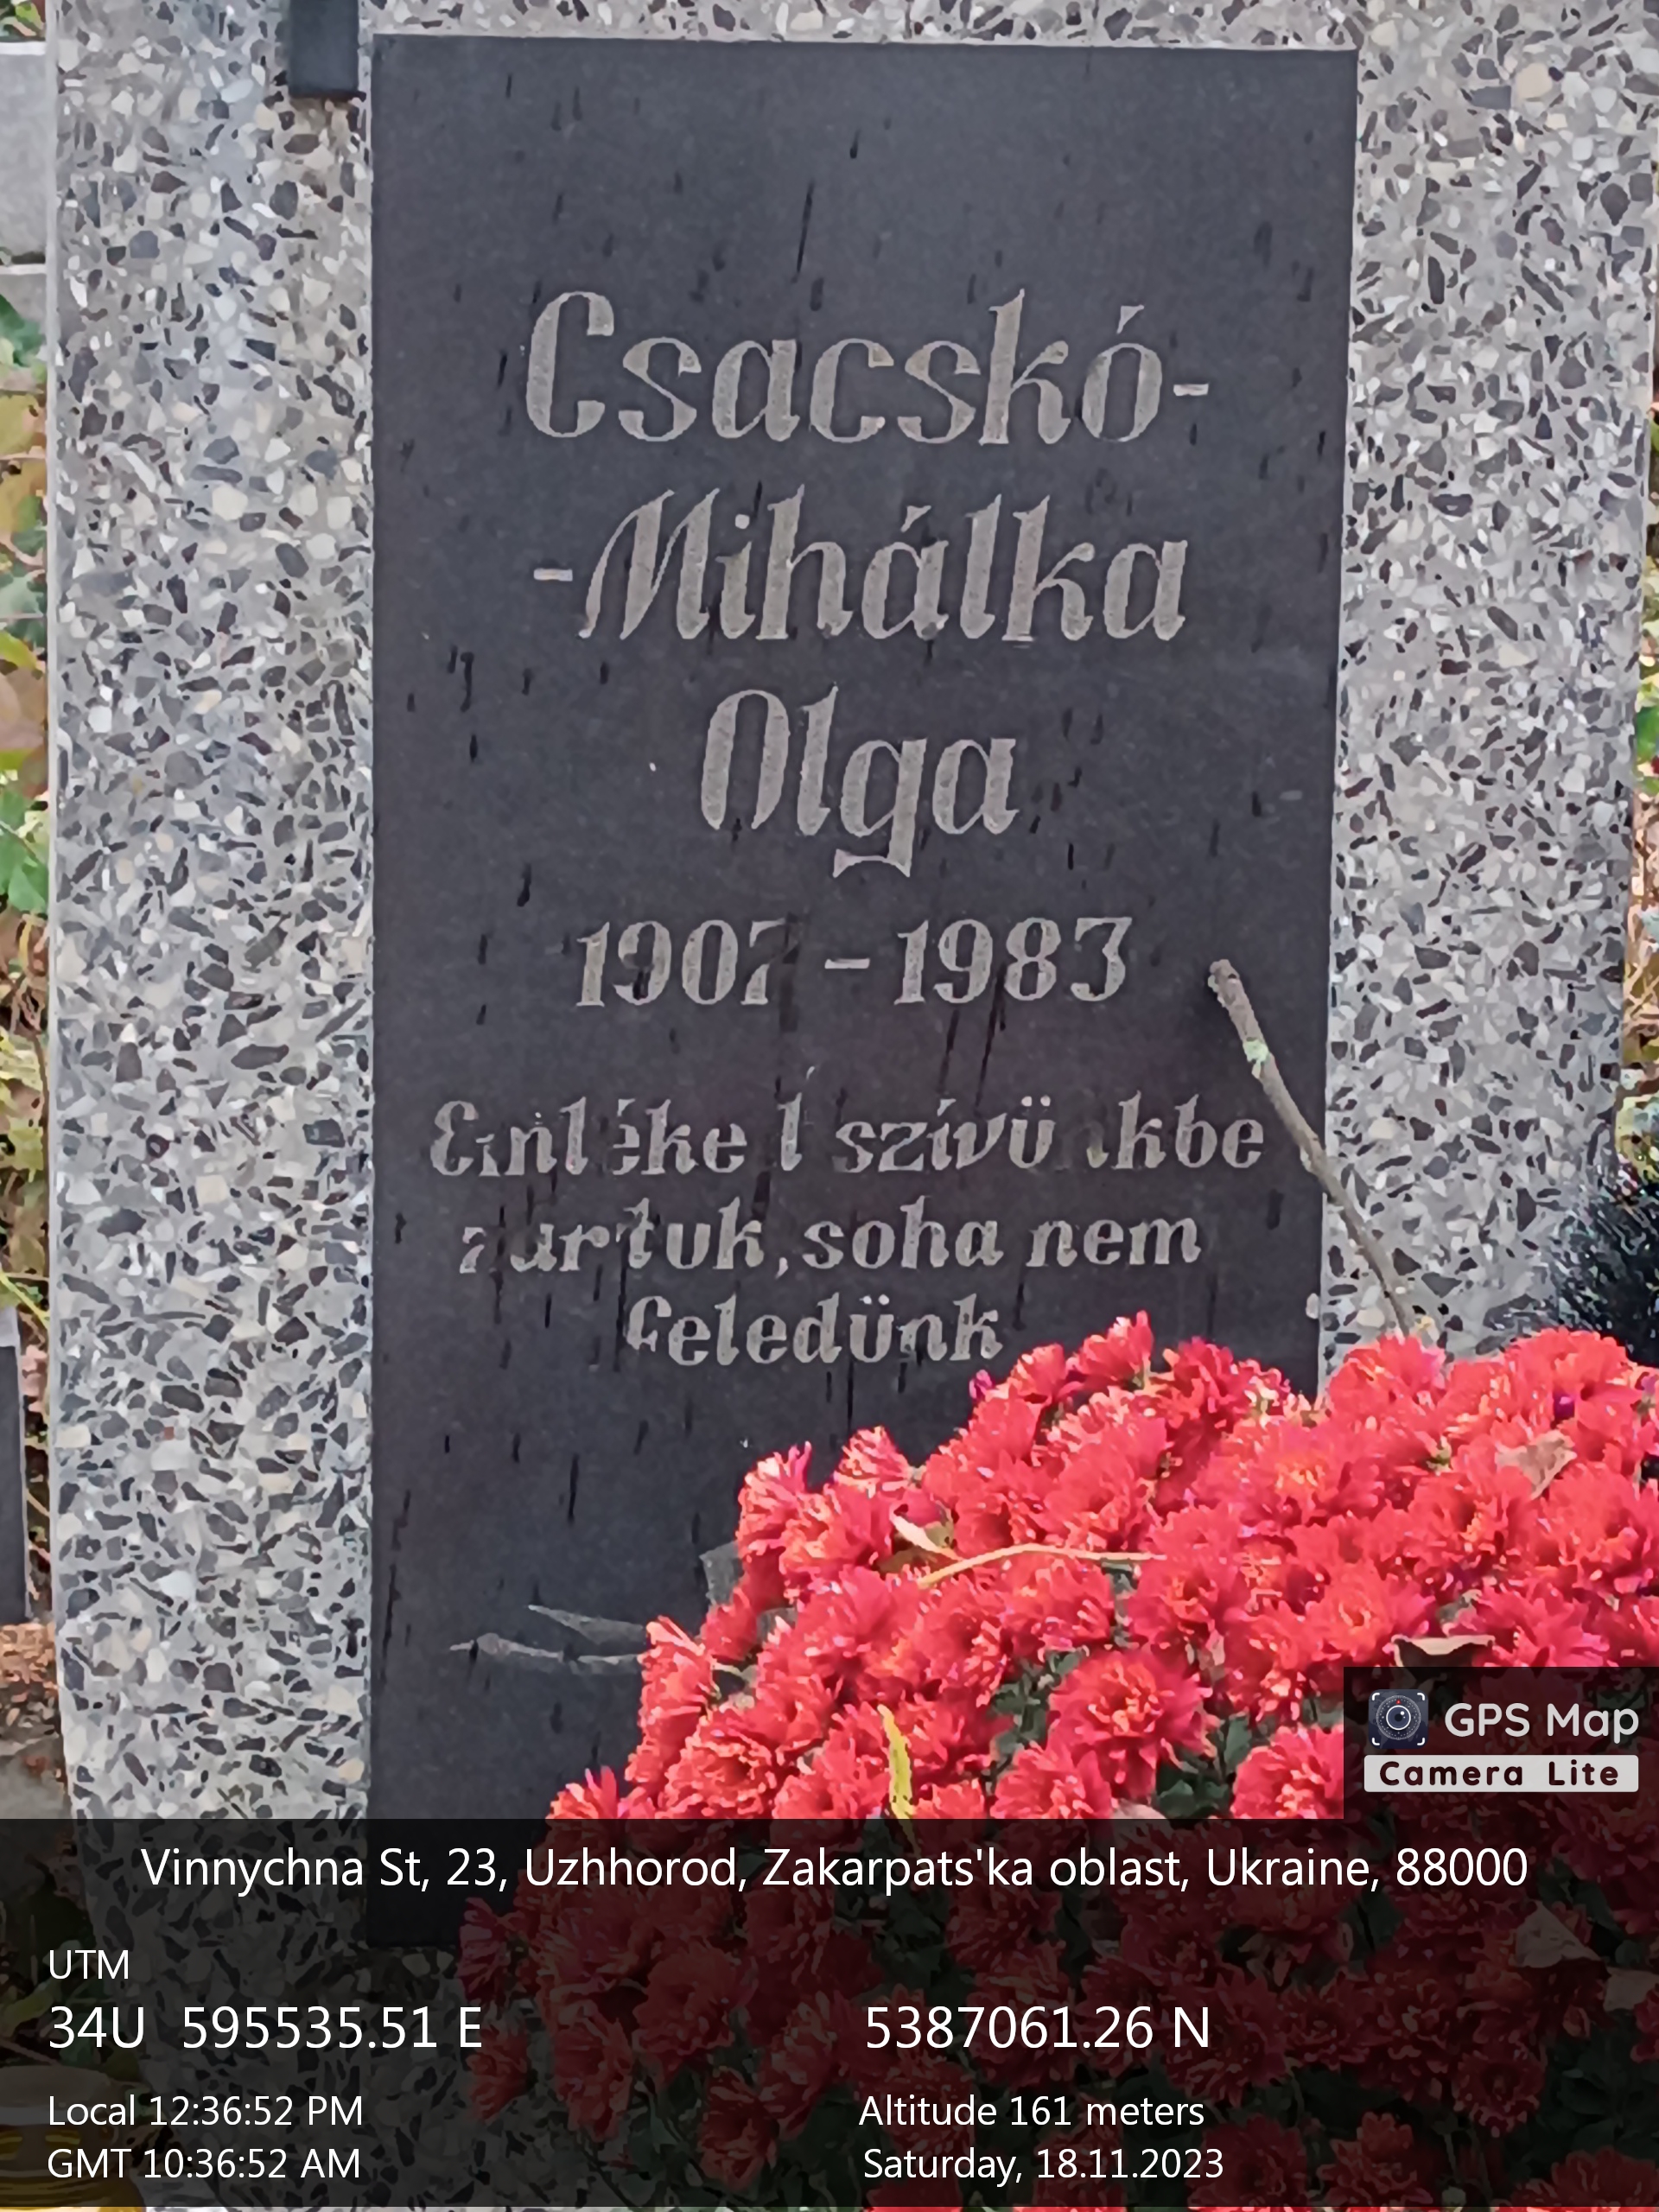 Csacskó-
-Mihálka
Olga
1907 - 1983
Emlékel szívünkbe
zártuk, soha nem
feledünk
GPS Map
Camera Lite
Vinnychna St, 23, Uzhhorod, Zakarpats'ka oblast, Ukraine, 88000
UTM
34U 595535.51 E 5387061.26 N
Local 12:36:52 PM Altitude 161 meters
GMT 10:36:52 AM Saturday, 18.11.2023